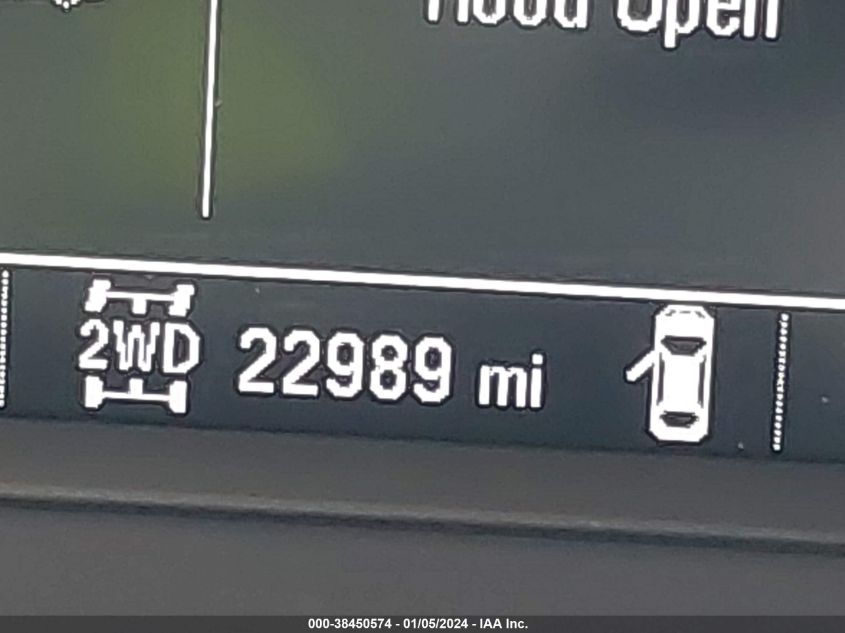 Hood Open
2WD 22989 mi
000-38450574 - 01/05/2024 - IAA Inc.